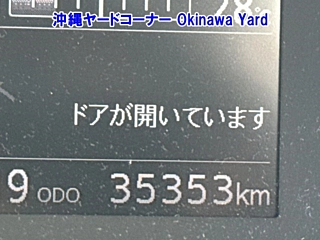 沖縄ヤードコーナー Okinawa Yard
ドアが開いています
9 ODO 35353km